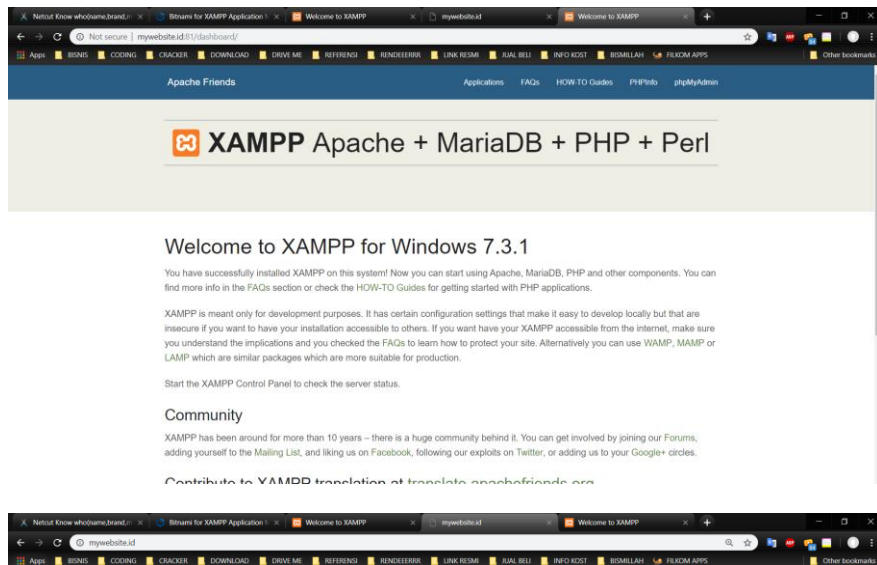 Netcut Know who(name,brand,m
Bitnami for XAMPP Application
Welcome to XAMPP
mywebsite.id
Welcome to XAMPP
Not secure | mywebsite.id:81/dashboard/
Apps BISNIS CODING CRACKER DOWNLOAD DRIVE ME REFERENSI RENDEEERRR LINK RESMI JUAL BELI INFO KOST BISMILLAH FILKOM APPS Other bookmarks
Apache Friends Applications FAQs HOW-TO Guides PHPInfo phpMyAdmin
XAMPP Apache + MariaDB + PHP + Perl
Welcome to XAMPP for Windows 7.3.1
You have successfully installed XAMPP on this system! Now you can start using Apache, MariaDB, PHP and other components. You can
find more info in the FAQs section or check the HOW-TO Guides for getting started with PHP applications.
XAMPP is meant only for development purposes. It has certain configuration settings that make it easy to develop locally but that are
insecure if you want to have your installation accessible to others. If you want have your XAMPP accessible from the internet, make sure
you understand the implications and you checked the FAQs to learn how to protect your site. Alternatively you can use WAMP, MAMP or
LAMP which are similar packages which are more suitable for production.
Start the XAMPP Control Panel to check the server status.
Community
XAMPP has been around for more than 10 years – there is a huge community behind it. You can get involved by joining our Forums,
adding yourself to the Mailing List, and liking us on Facebook, following our exploits on Twitter, or adding us to your Google+ circles.
Contribute to XAMPP translation at translate.apachefriends.org
Netcut Know who(name,brand,m
Bitnami for XAMPP Application
Welcome to XAMPP
mywebsite.id
Welcome to XAMPP
mywebsite.id
Apps BISNIS CODING CRACKER DOWNLOAD DRIVE ME REFERENSI RENDEEERRR LINK RESMI JUAL BELI INFO KOST BISMILLAH FILKOM APPS Other bookmarks